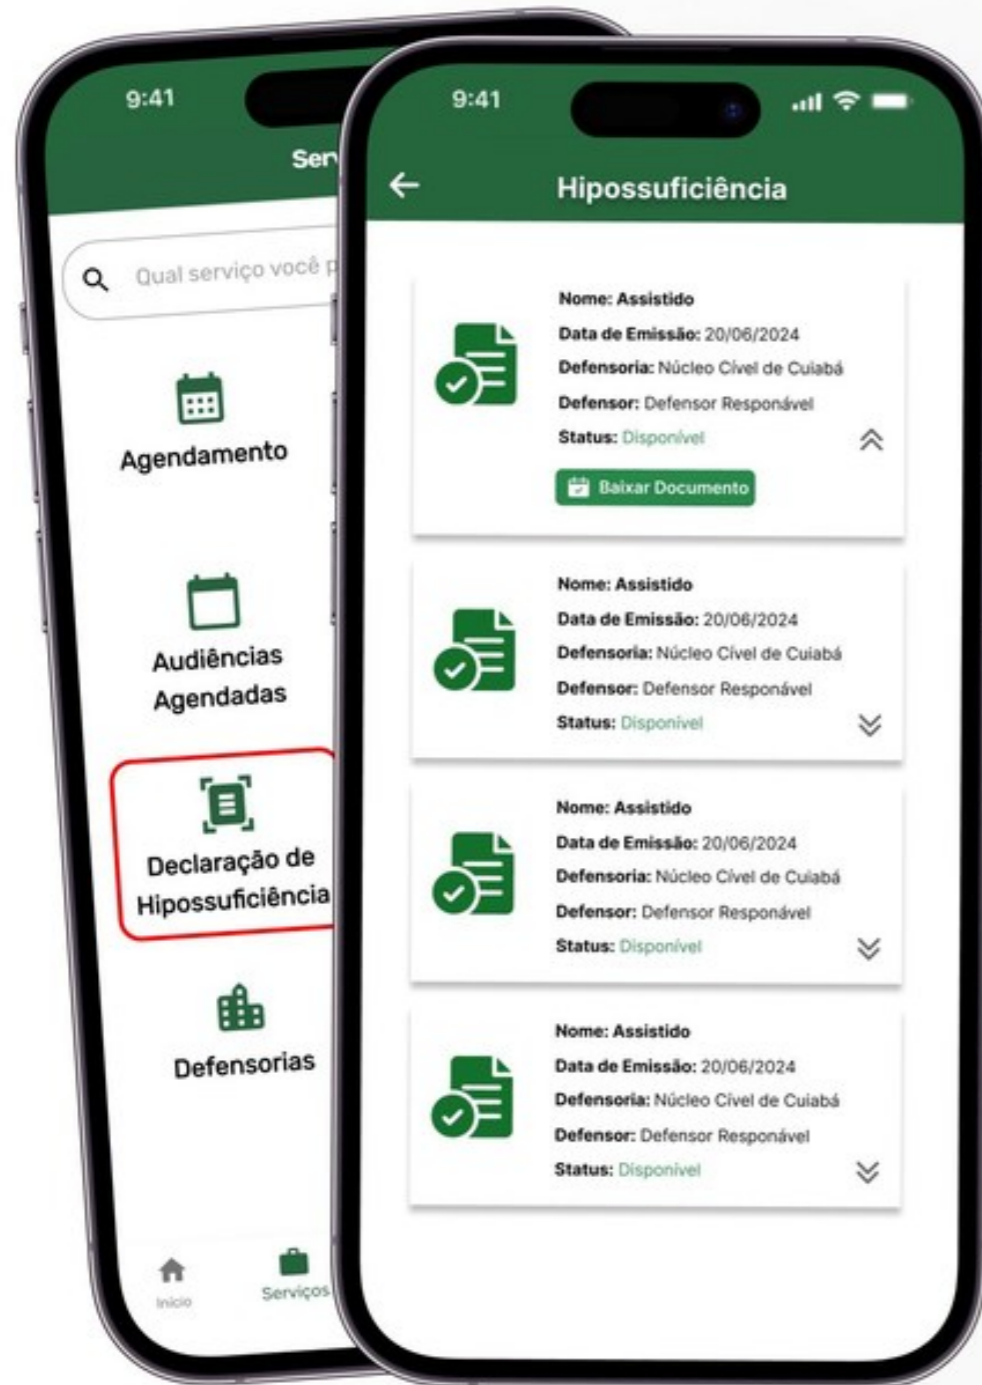 9:41
Serv
Qual serviço você p
Agendamento
Audiências
Agendadas
Declaração de
Hipossuficiência
Defensorias
Início
Serviços
9:41
Hipossuficiência
Nome: Assistido
Data de Emissão: 20/06/2024
Defensoria: Núcleo Cível de Cuiabá
Defensor: Defensor Responável
Status: Disponível
Baixar Documento
Nome: Assistido
Data de Emissão: 20/06/2024
Defensoria: Núcleo Cível de Cuiabá
Defensor: Defensor Responável
Status: Disponível
Nome: Assistido
Data de Emissão: 20/06/2024
Defensoria: Núcleo Cível de Cuiabá
Defensor: Defensor Responável
Status: Disponível
Nome: Assistido
Data de Emissão: 20/06/2024
Defensoria: Núcleo Cível de Cuiabá
Defensor: Defensor Responável
Status: Disponível